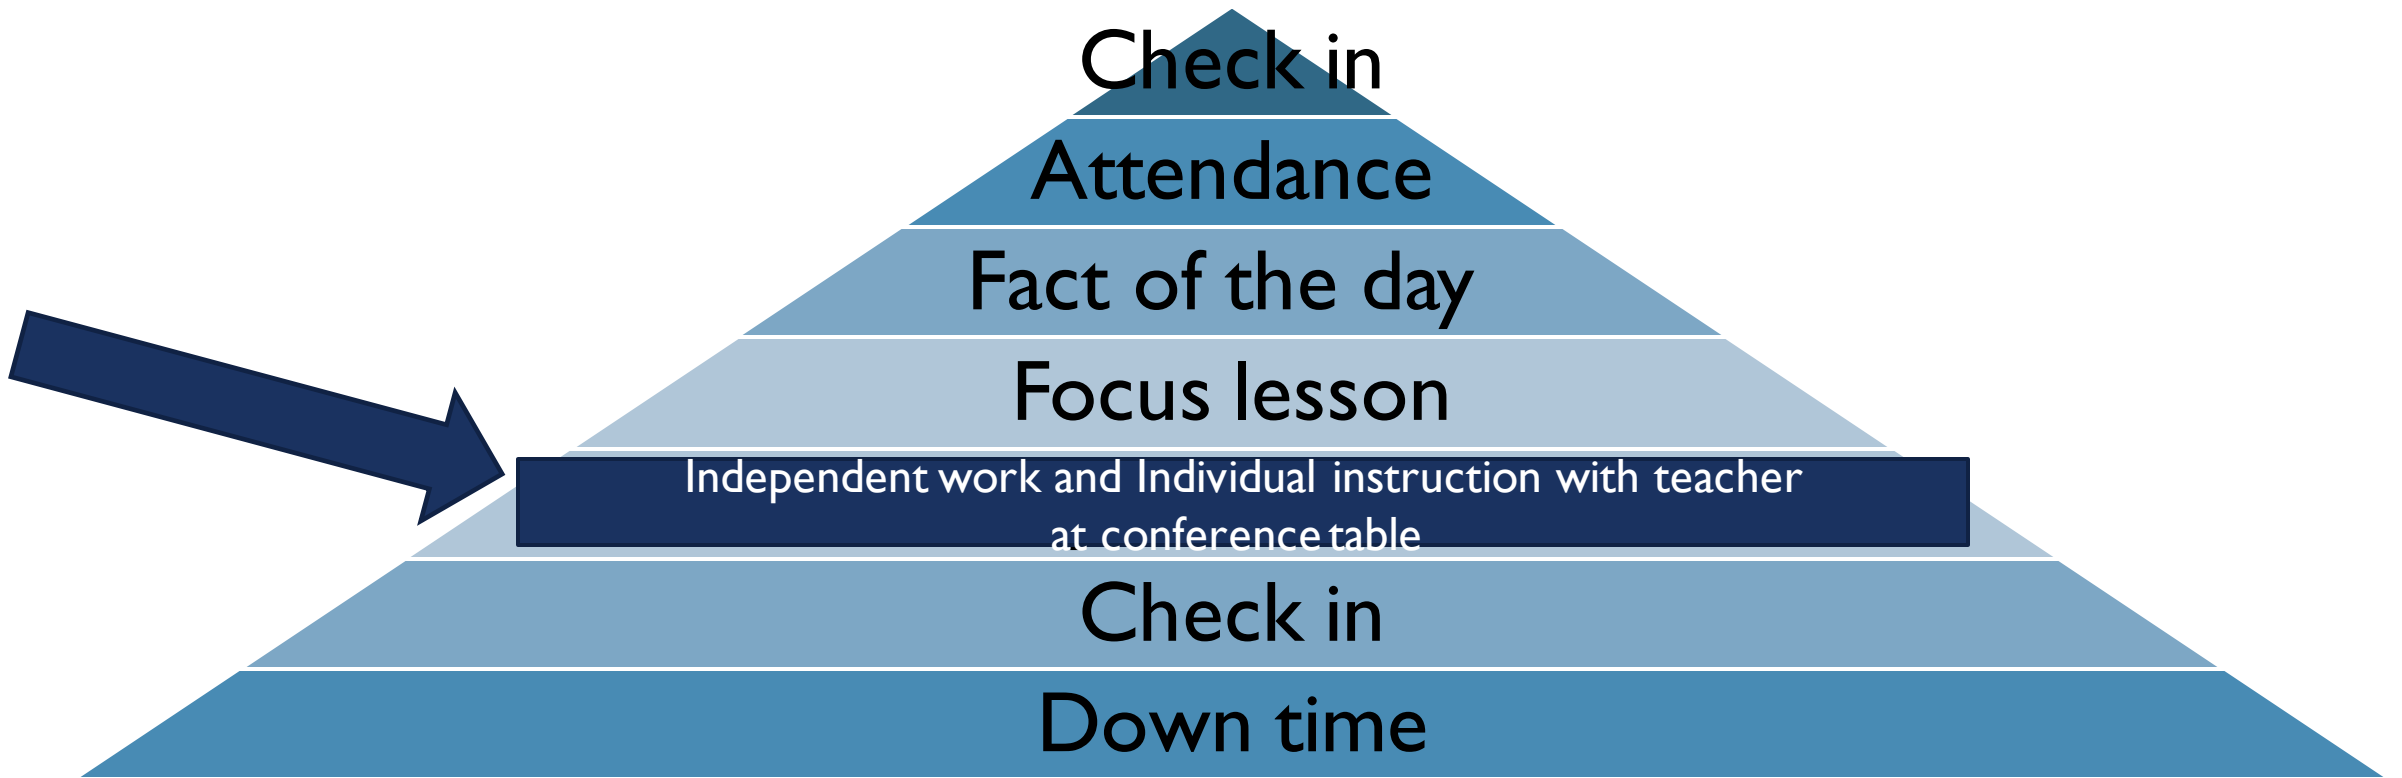 Check in
Attendance
Fact of the day
Focus lesson
Independent work and Individual instruction with teacher
at conference table
Check in
Down time